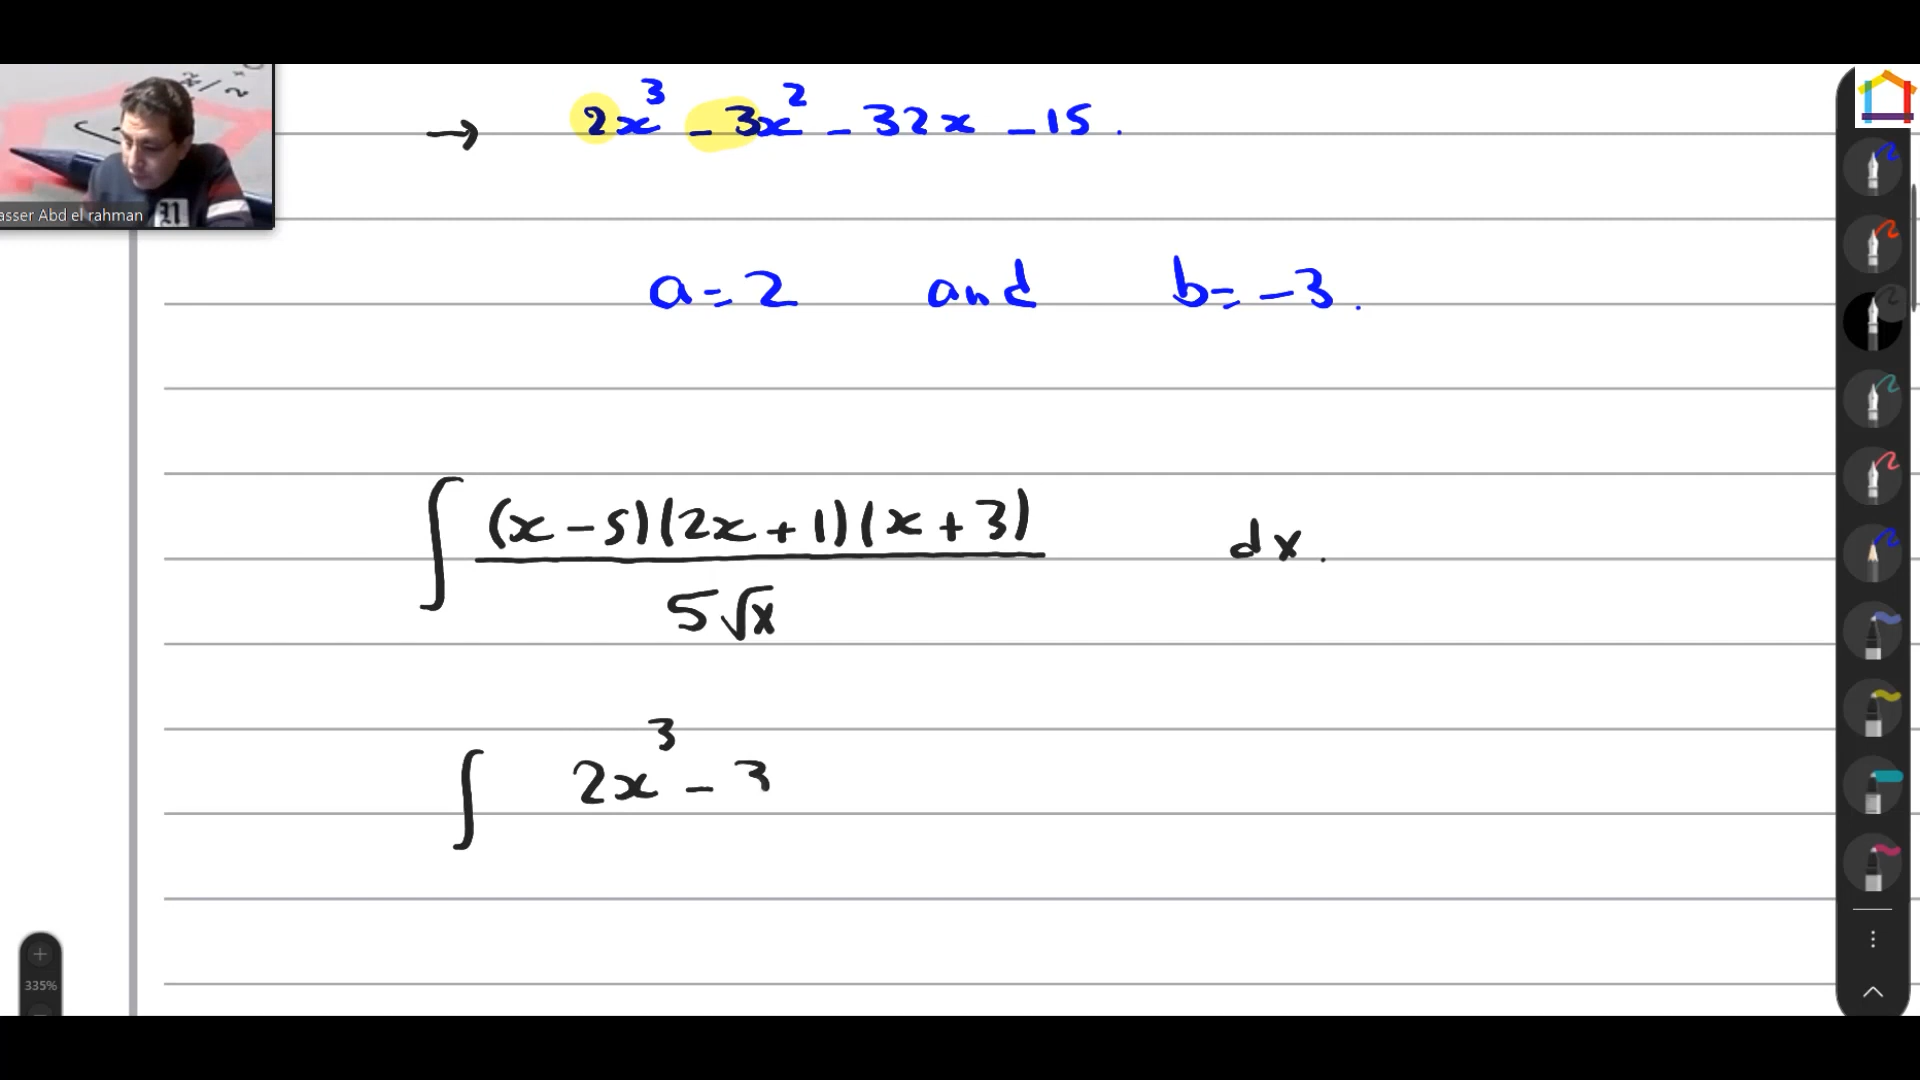 → 2x³ - 3x² - 32x - 15.
asser Abd el rahman
a = 2 and b = -3.
∫ (x - 5)(2x + 1)(x + 3) / 5√x dx.
∫ 2x³ - 3
335%